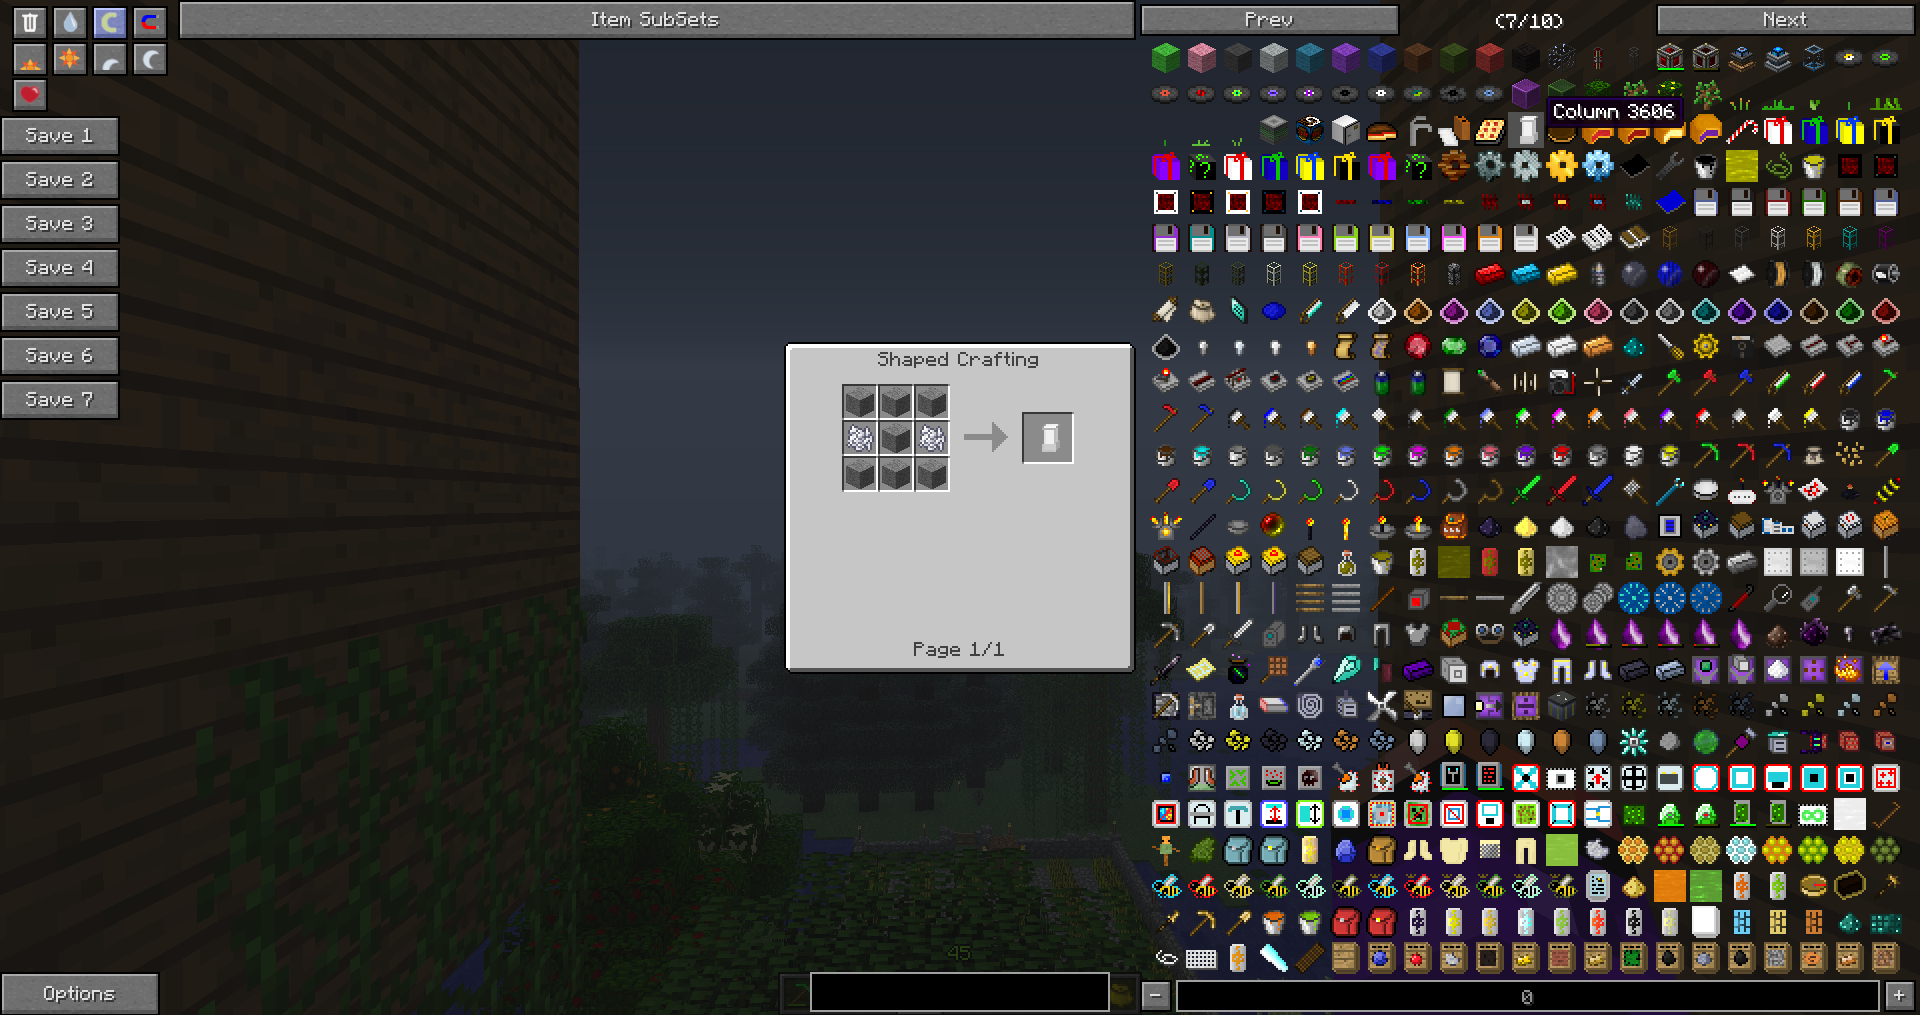 Item SubSets
Prev
(7/10)
Next
Column 3606
Save 1
Save 2
Save 3
Save 4
Save 5
Save 6
Save 7
Shaped Crafting
Page 1/1
45
Options
-
0
+